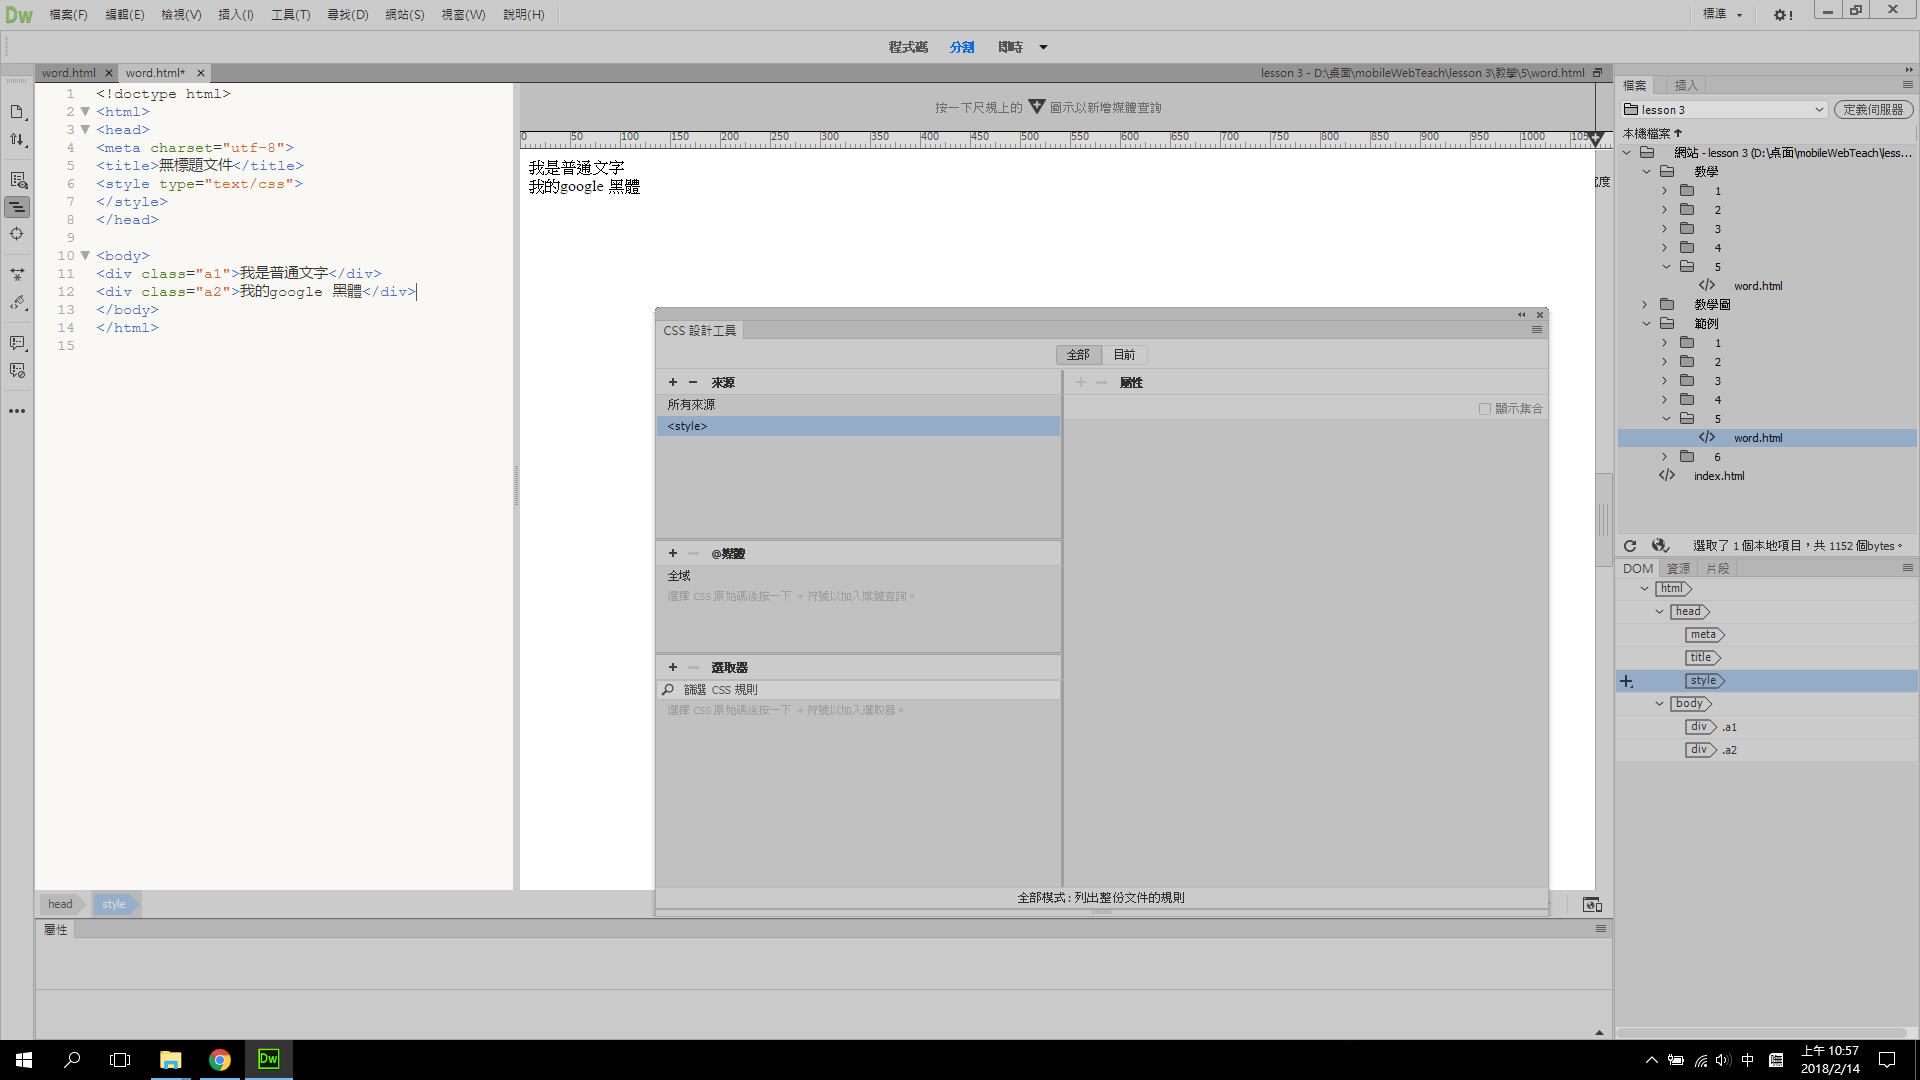 Dw 檔案(F) 編輯(E) 檢視(V) 插入(I) 工具(T) 尋找(D) 網站(S) 視窗(W) 說明(H) 標準
程式碼 分割 即時
word.html × word.html* × lesson 3 - D:\桌面\mobileWebTeach\lesson 3\教學\5\word.html
1 <!doctype html>
2 <html>
3 <head>
4 <meta charset="utf-8">
5 <title>無標題文件</title>
6 <style type="text/css">
7 </style>
8 </head>
9
10 <body>
11 <div class="a1">我是普通文字</div>
12 <div class="a2">我的google 黑體</div>
13 </body>
14 </html>
15
head style
按一下尺規上的 圖示以新增媒體查詢
0 50 100 150 200 250 300 350 400 450 500 550 600 650 700 750 800 850 900 950 1000 105
我是普通文字
我的google 黑體
度
CSS 設計工具
全部 目前
+ − 來源
所有來源
<style>
+ − @媒體
全域
選擇 CSS 原始碼後按一下 + 符號以加入媒體查詢。
+ − 選取器
篩選 CSS 規則
選擇 CSS 原始碼後按一下 + 符號以加入選取器。
+ − 屬性
顯示集合
全部模式 : 列出整份文件的規則
屬性
檔案 插入
lesson 3 定義伺服器
本機檔案
網站 - lesson 3 (D:\桌面\mobileWebTeach\less...
教學
1
2
3
4
5
word.html
教學圖
範例
1
2
3
4
5
word.html
6
index.html
選取了 1 個本地項目，共 1152 個bytes。
DOM 資源 片段
html
head
meta
title
style
body
div .a1
div .a2
Dw
中
上午 10:57
2018/2/14